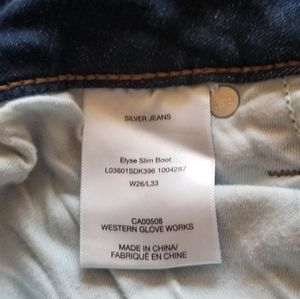 SILVER JEANS
Elyse Slim Boot
L03601SDK396 1004287
W26/L33
CA00508
WESTERN GLOVE WORKS
MADE IN CHINA/
FABRIQUÉ EN CHINE